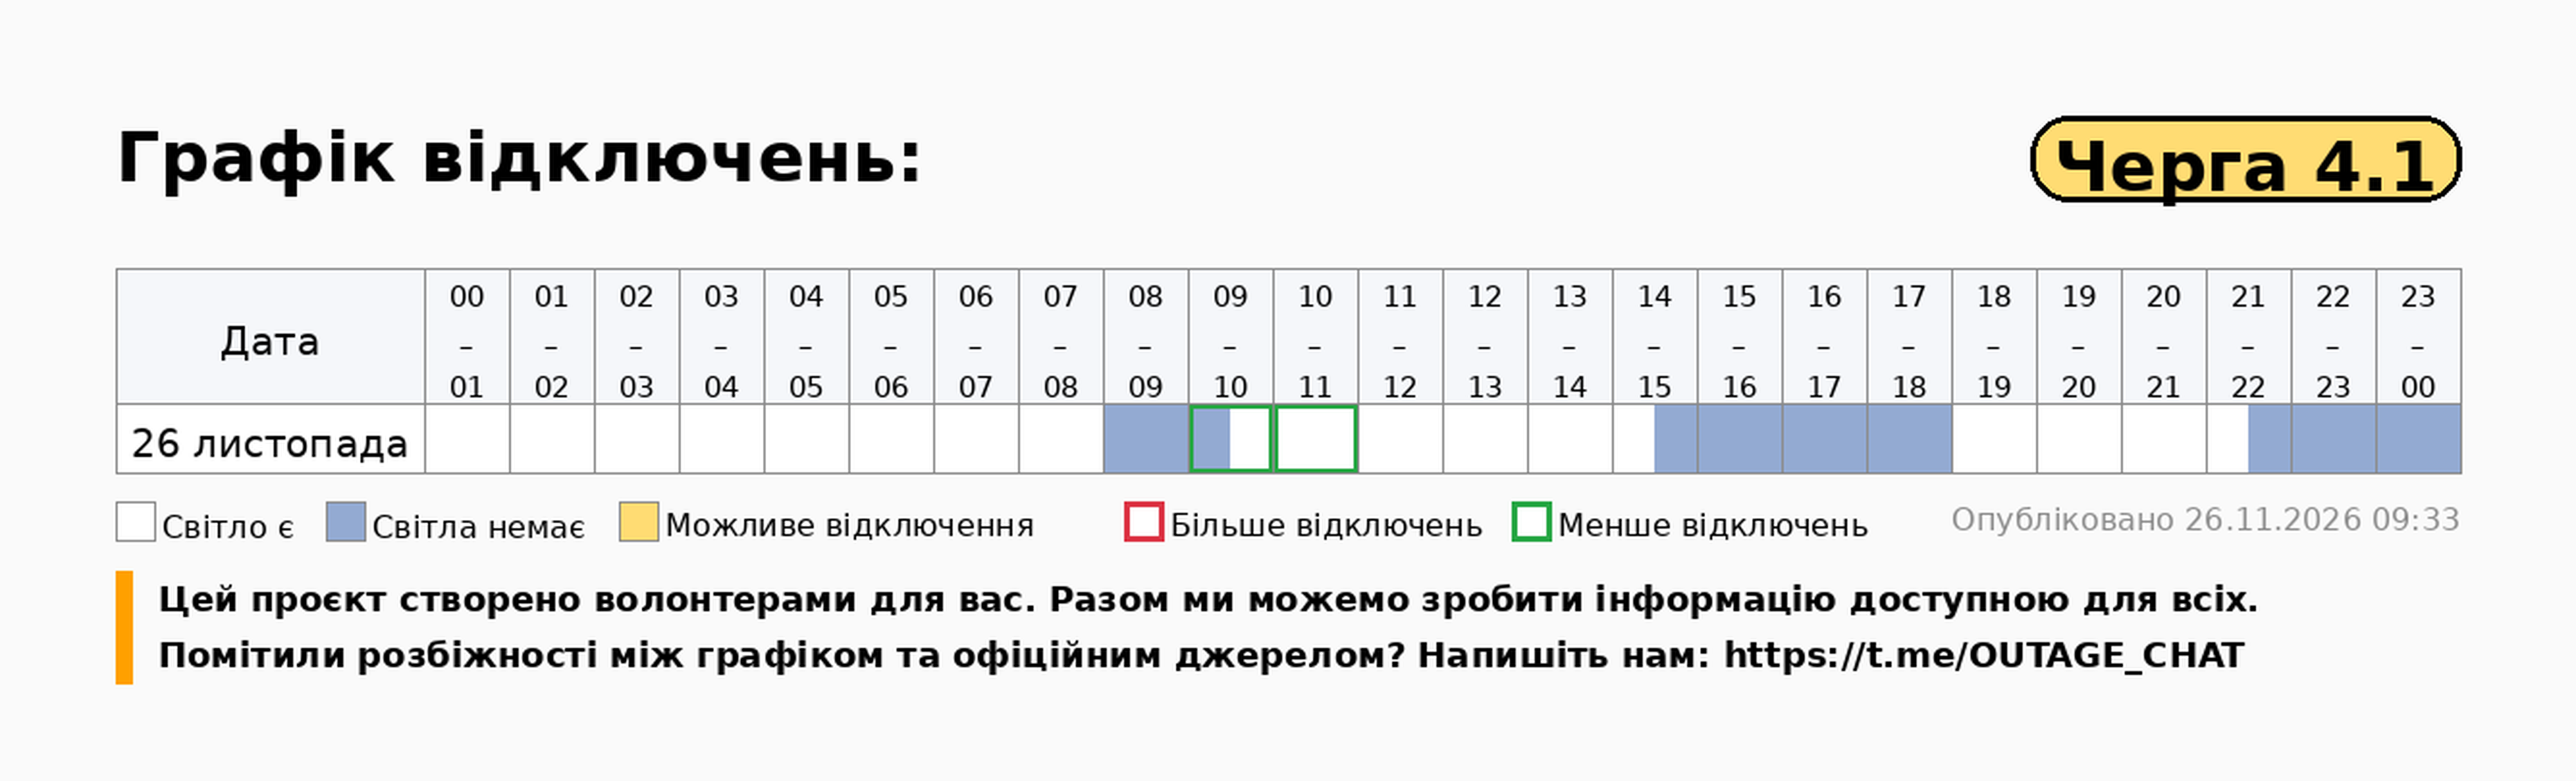 Графік відключень:
Черга 4.1
Дата
00 – 01
01 – 02
02 – 03
03 – 04
04 – 05
05 – 06
06 – 07
07 – 08
08 – 09
09 – 10
10 – 11
11 – 12
12 – 13
13 – 14
14 – 15
15 – 16
16 – 17
17 – 18
18 – 19
19 – 20
20 – 21
21 – 22
22 – 23
23 – 00
26 листопада
Світло є
Світла немає
Можливе відключення
Більше відключень
Менше відключень
Опубліковано 26.11.2026 09:33
Цей проєкт створено волонтерами для вас. Разом ми можемо зробити інформацію доступною для всіх.
Помітили розбіжності між графіком та офіційним джерелом? Напишіть нам: https://t.me/OUTAGE_CHAT